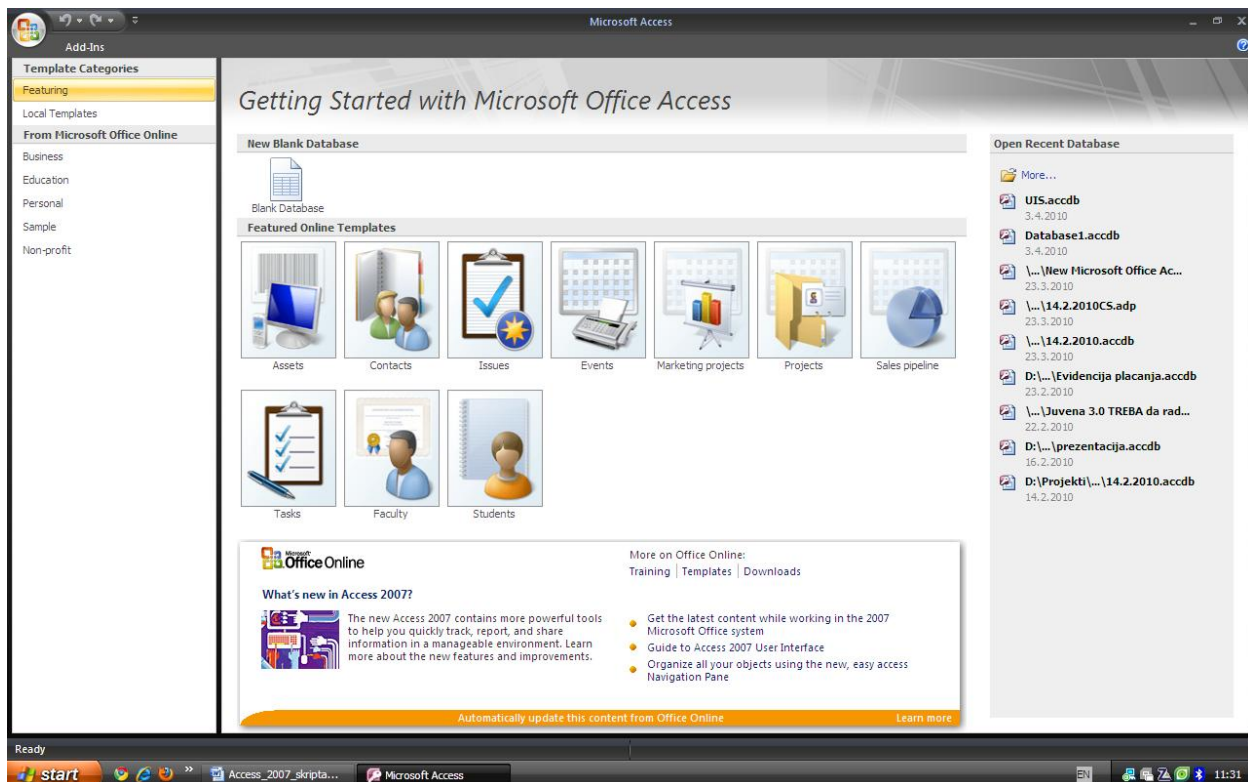 Microsoft Access
Add-Ins
Template Categories
Featuring
Local Templates
From Microsoft Office Online
Business
Education
Personal
Sample
Non-profit
Getting Started with Microsoft Office Access
New Blank Database
Blank Database
Featured Online Templates
Assets
Contacts
Issues
Events
Marketing projects
Projects
Sales pipeline
Tasks
Faculty
Students
Microsoft
Office Online
What's new in Access 2007?
The new Access 2007 contains more powerful tools
to help you quickly track, report, and share
information in a manageable environment. Learn
more about the new features and improvements.
More on Office Online:
Training | Templates | Downloads
Get the latest content while working in the 2007
Microsoft Office system
Guide to Access 2007 User Interface
Organize all your objects using the new, easy access
Navigation Pane
Automatically update this content from Office Online
Learn more
Open Recent Database
More...
UIS.accdb
3.4.2010
Database1.accdb
3.4.2010
\...\New Microsoft Office Ac...
23.3.2010
\...\14.2.2010CS.adp
23.3.2010
\...\14.2.2010.accdb
23.3.2010
D:\...\Evidencija placanja.accdb
23.2.2010
\...\Juvena 3.0 TREBA da rad...
22.2.2010
D:\...\prezentacija.accdb
16.2.2010
D:\Projekti\...\14.2.2010.accdb
14.2.2010
Ready
start
Access_2007_skripta...
Microsoft Access
EN
11:31